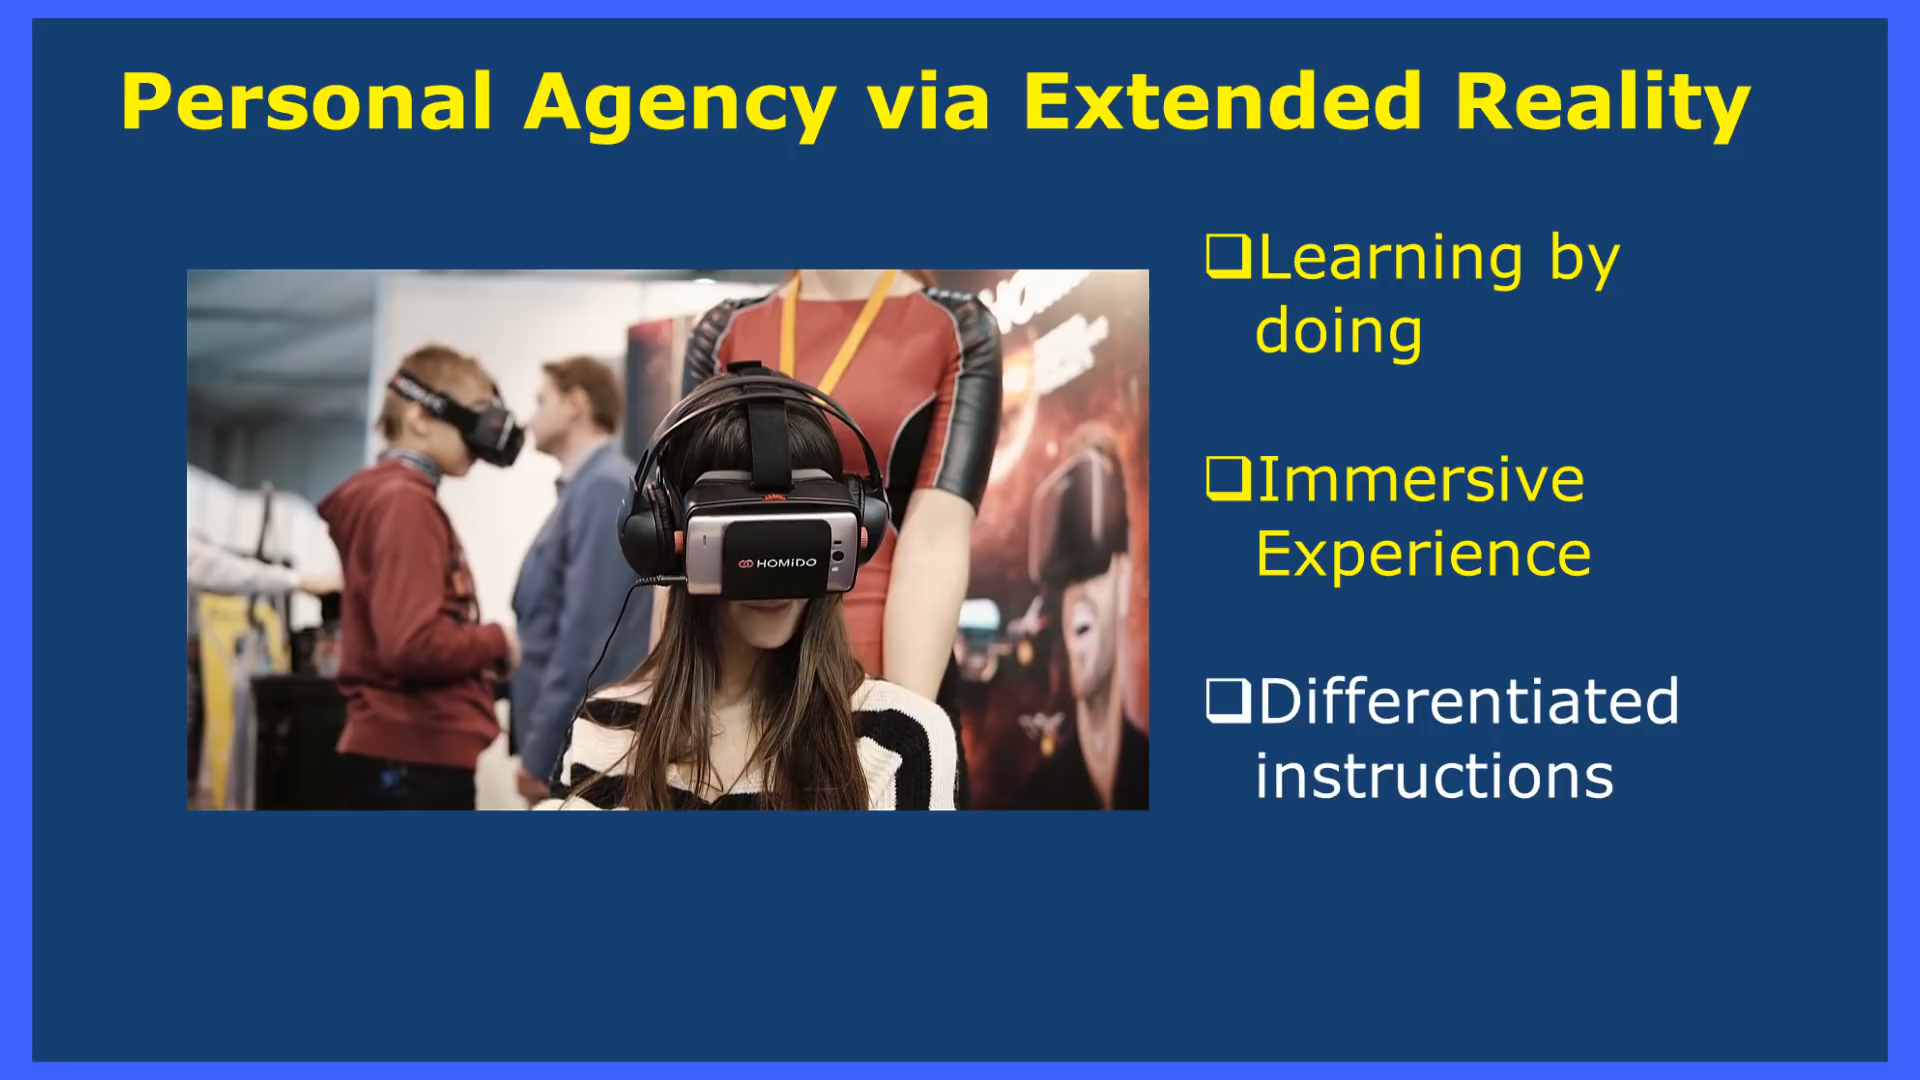 Personal Agency via Extended Reality
❑Learning by
doing
❑Immersive
Experience
❑Differentiated
instructions
HOMiDO